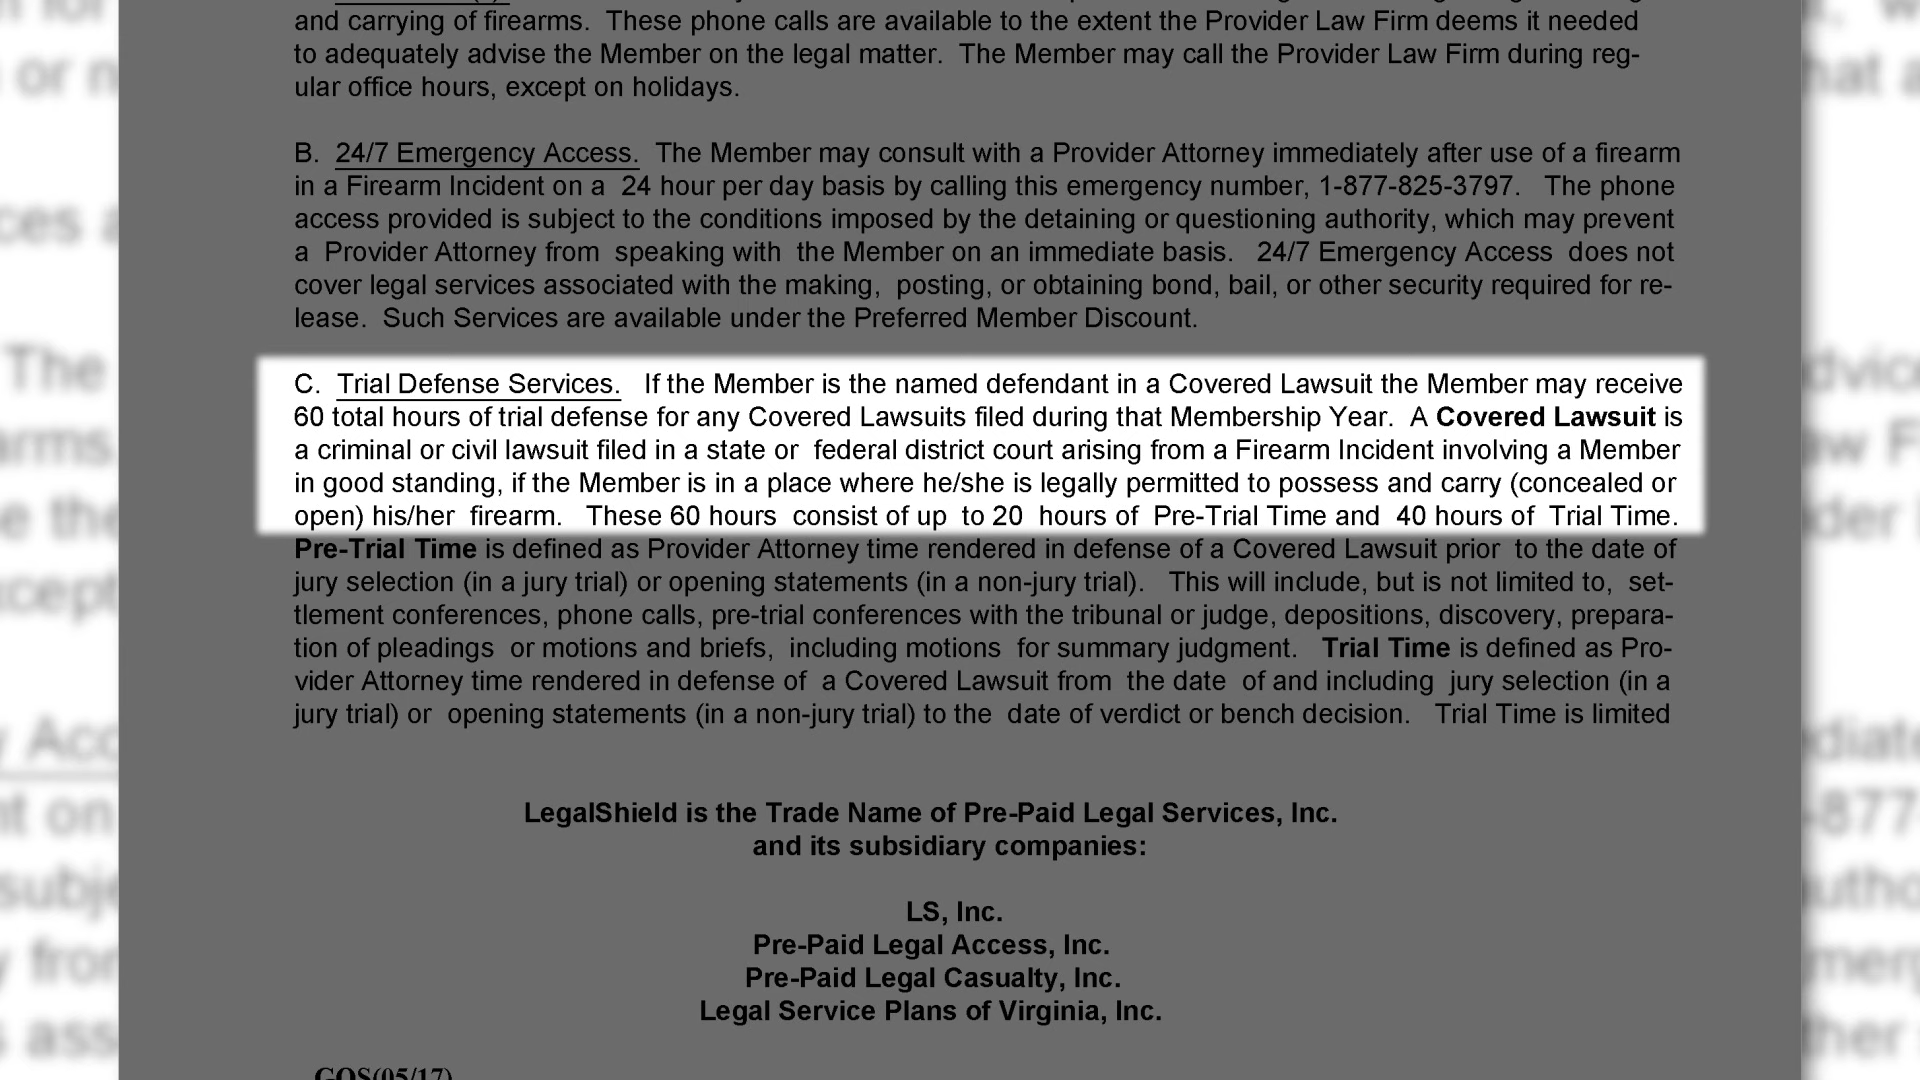 and carrying of firearms. These phone calls are available to the extent the Provider Law Firm deems it needed
to adequately advise the Member on the legal matter. The Member may call the Provider Law Firm during reg-
ular office hours, except on holidays.
B. 24/7 Emergency Access. The Member may consult with a Provider Attorney immediately after use of a firearm
in a Firearm Incident on a 24 hour per day basis by calling this emergency number, 1-877-825-3797. The phone
access provided is subject to the conditions imposed by the detaining or questioning authority, which may prevent
a Provider Attorney from speaking with the Member on an immediate basis. 24/7 Emergency Access does not
cover legal services associated with the making, posting, or obtaining bond, bail, or other security required for re-
lease. Such Services are available under the Preferred Member Discount.
C. Trial Defense Services. If the Member is the named defendant in a Covered Lawsuit the Member may receive
60 total hours of trial defense for any Covered Lawsuits filed during that Membership Year. A Covered Lawsuit is
a criminal or civil lawsuit filed in a state or federal district court arising from a Firearm Incident involving a Member
in good standing, if the Member is in a place where he/she is legally permitted to possess and carry (concealed or
open) his/her firearm. These 60 hours consist of up to 20 hours of Pre-Trial Time and 40 hours of Trial Time.
Pre-Trial Time is defined as Provider Attorney time rendered in defense of a Covered Lawsuit prior to the date of
jury selection (in a jury trial) or opening statements (in a non-jury trial). This will include, but is not limited to, set-
tlement conferences, phone calls, pre-trial conferences with the tribunal or judge, depositions, discovery, prepara-
tion of pleadings or motions and briefs, including motions for summary judgment. Trial Time is defined as Pro-
vider Attorney time rendered in defense of a Covered Lawsuit from the date of and including jury selection (in a
jury trial) or opening statements (in a non-jury trial) to the date of verdict or bench decision. Trial Time is limited
LegalShield is the Trade Name of Pre-Paid Legal Services, Inc.
and its subsidiary companies:
LS, Inc.
Pre-Paid Legal Access, Inc.
Pre-Paid Legal Casualty, Inc.
Legal Service Plans of Virginia, Inc.
GOS(05/17)